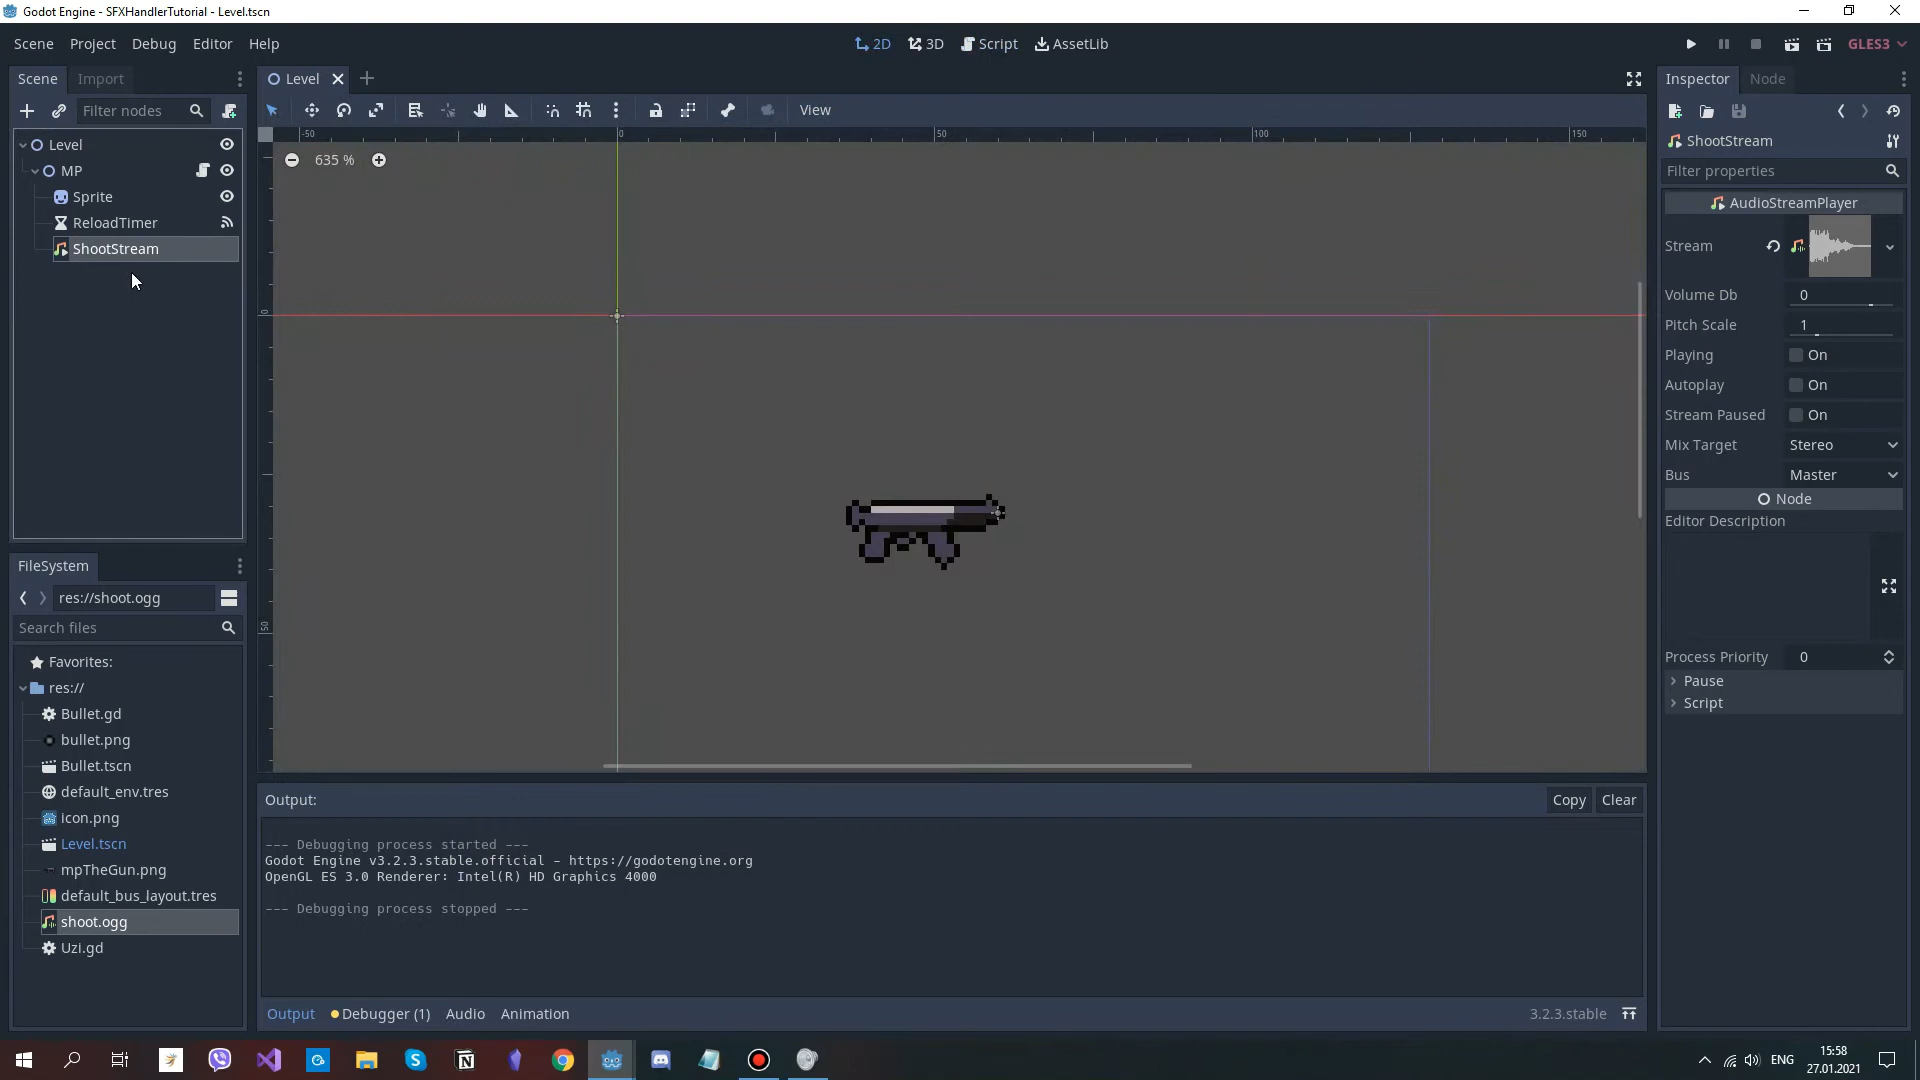 Godot Engine - SFXHandlerTutorial - Level.tscn
Scene Project Debug Editor Help
2D 3D Script AssetLib
GLES3
Scene Import
Filter nodes
Level
MP
Sprite
ReloadTimer
ShootStream
FileSystem
res://shoot.ogg
Search files
Favorites:
res://
Bullet.gd
bullet.png
Bullet.tscn
default_env.tres
icon.png
Level.tscn
mpTheGun.png
default_bus_layout.tres
shoot.ogg
Uzi.gd
Level
View
-50 0 50 100 150
635 %
0
50
Output:
Copy Clear
--- Debugging process started ---
Godot Engine v3.2.3.stable.official - https://godotengine.org
OpenGL ES 3.0 Renderer: Intel(R) HD Graphics 4000
--- Debugging process stopped ---
Output Debugger (1) Audio Animation
3.2.3.stable
Inspector Node
ShootStream
Filter properties
AudioStreamPlayer
Stream
Volume Db 0
Pitch Scale 1
Playing On
Autoplay On
Stream Paused On
Mix Target Stereo
Bus Master
Node
Editor Description
Process Priority 0
Pause
Script
ENG
15:58
27.01.2021